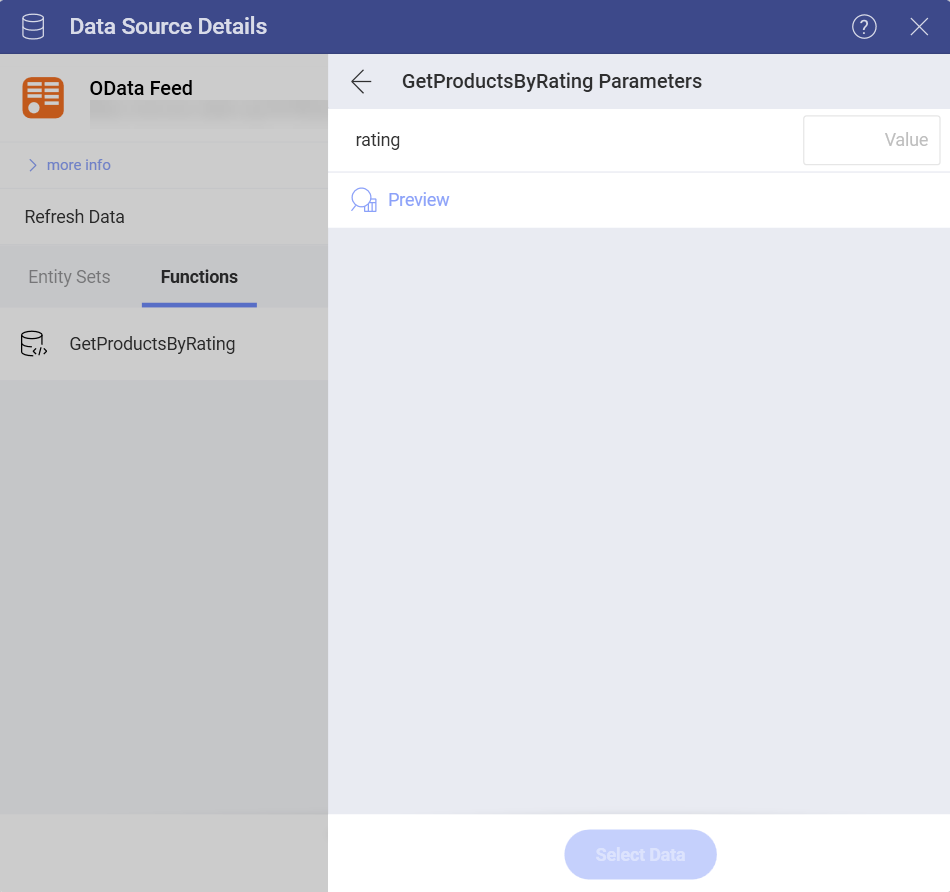 Data Source Details
?
OData Feed
more info
Refresh Data
Entity Sets
Functions
GetProductsByRating
GetProductsByRating Parameters
rating
Value
Preview
Select Data